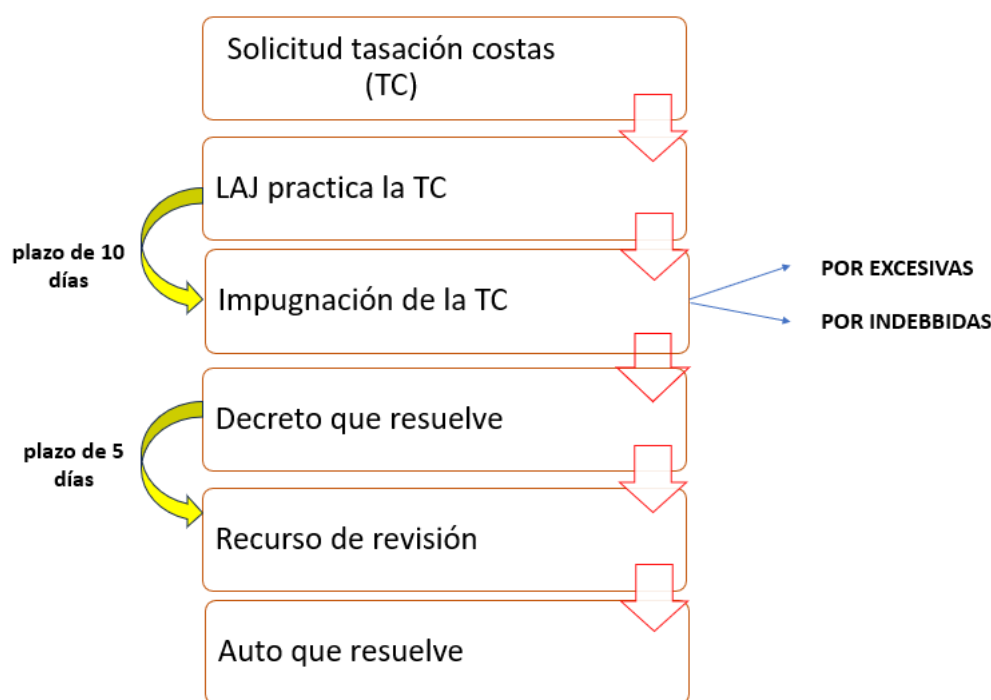 Solicitud tasación costas
(TC)
LAJ practica la TC
plazo de 10
días
Impugnación de la TC
POR EXCESIVAS
POR INDEBBIDAS
Decreto que resuelve
plazo de 5
días
Recurso de revisión
Auto que resuelve